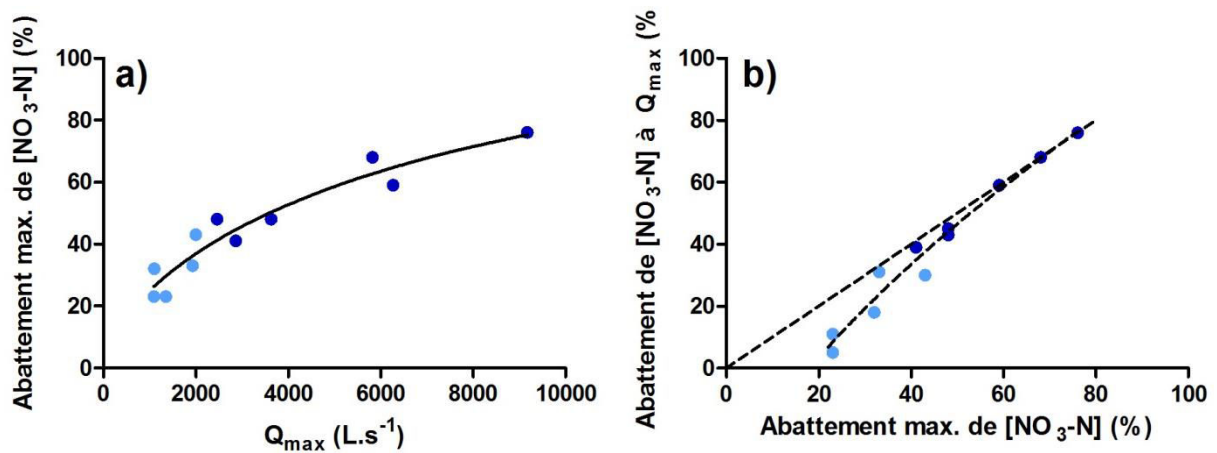 Abattement max. de [NO3-N] (%)
a)
100
80
60
40
20
0
0 2000 4000 6000 8000 10000
Qmax (L.s-1)
Abattement de [NO3-N] à Qmax (%
b)
100
80
60
40
20
0
0 20 40 60 80 100
Abattement max. de [NO3-N] (%)